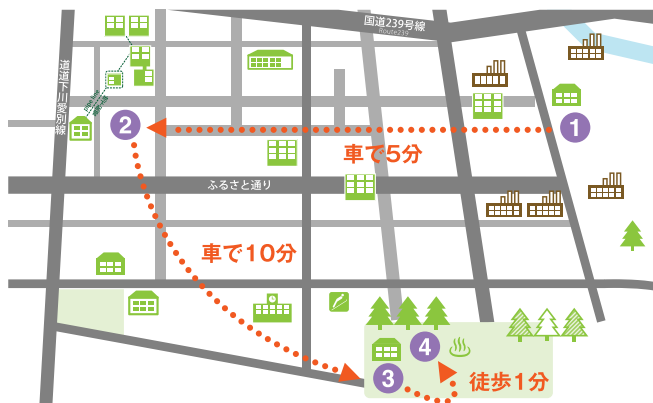 国道239号線
Route239
道道下川愛別線
pipe line
1
2
車で5分
ふるさと通り
車で10分
4
3
徒歩1分